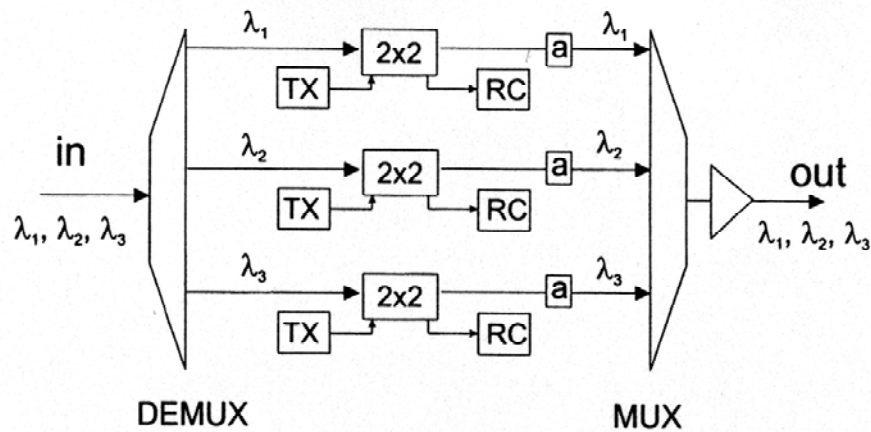 λ₁ 2x2 a λ₁
TX RC
in λ₂ 2x2 a λ₂ out
TX RC
λ₁, λ₂, λ₃ λ₁, λ₂, λ₃
λ₃ 2x2 a λ₃
TX RC
DEMUX MUX